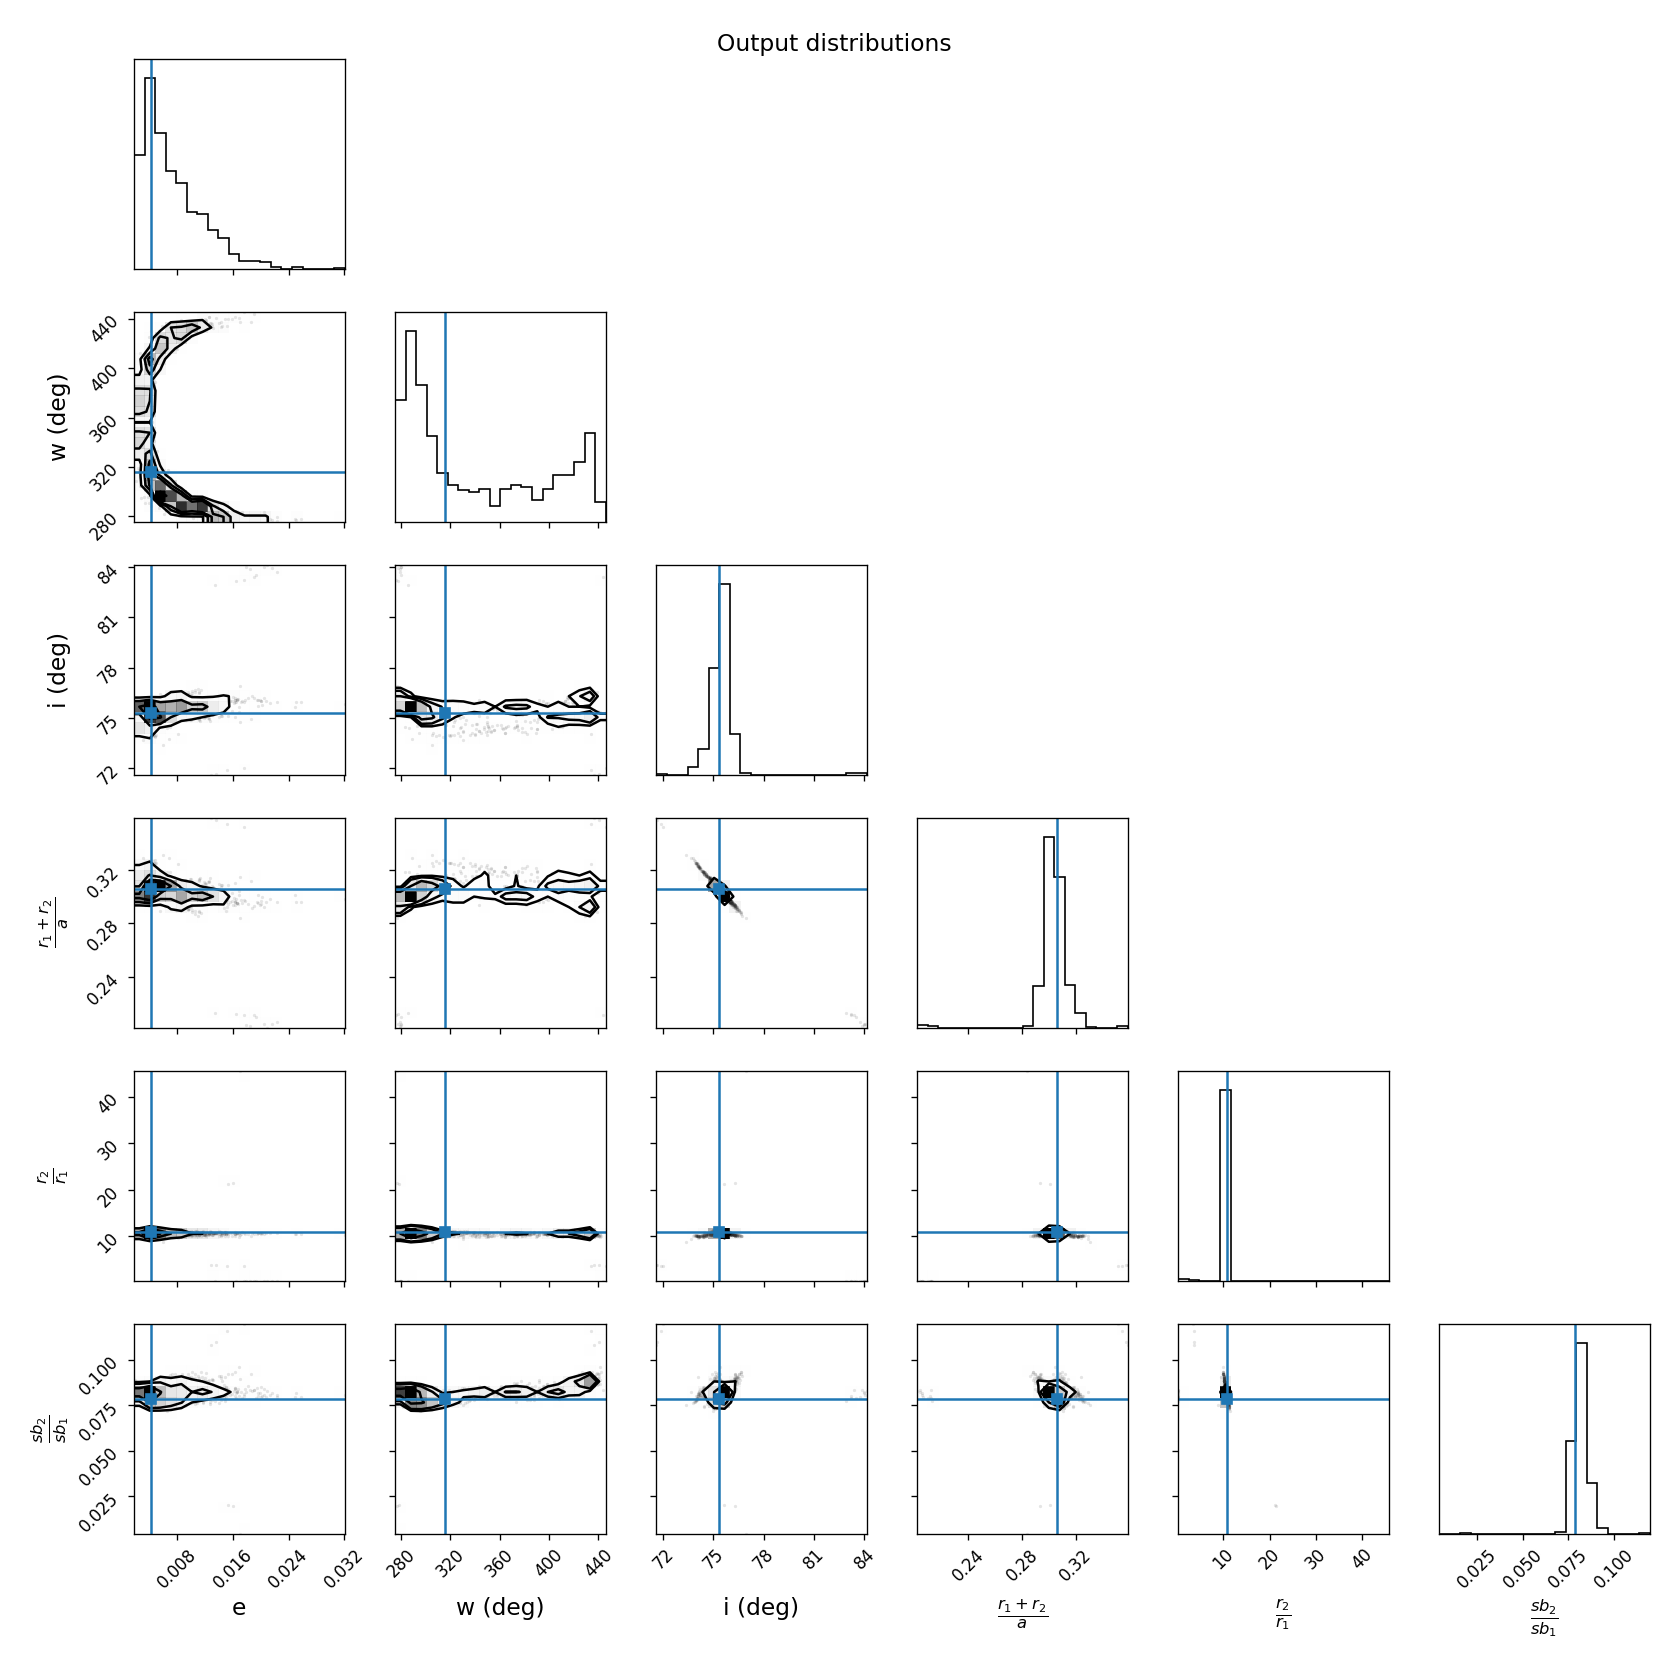 Output distributions
w (deg)
440
400
360
320
280
i (deg)
84
81
78
75
72
r1 + r2
a
0.32
0.28
0.24
r2
r1
40
30
20
10
sb2
sb1
0.100
0.075
0.050
0.025
0.008 0.016 0.024 0.032
280 320 360 400 440
72 75 78 81 84
0.24 0.28 0.32
10 20 30 40
0.025 0.050 0.075 0.100
e
w (deg)
i (deg)
r1 + r2
a
r2
r1
sb2
sb1